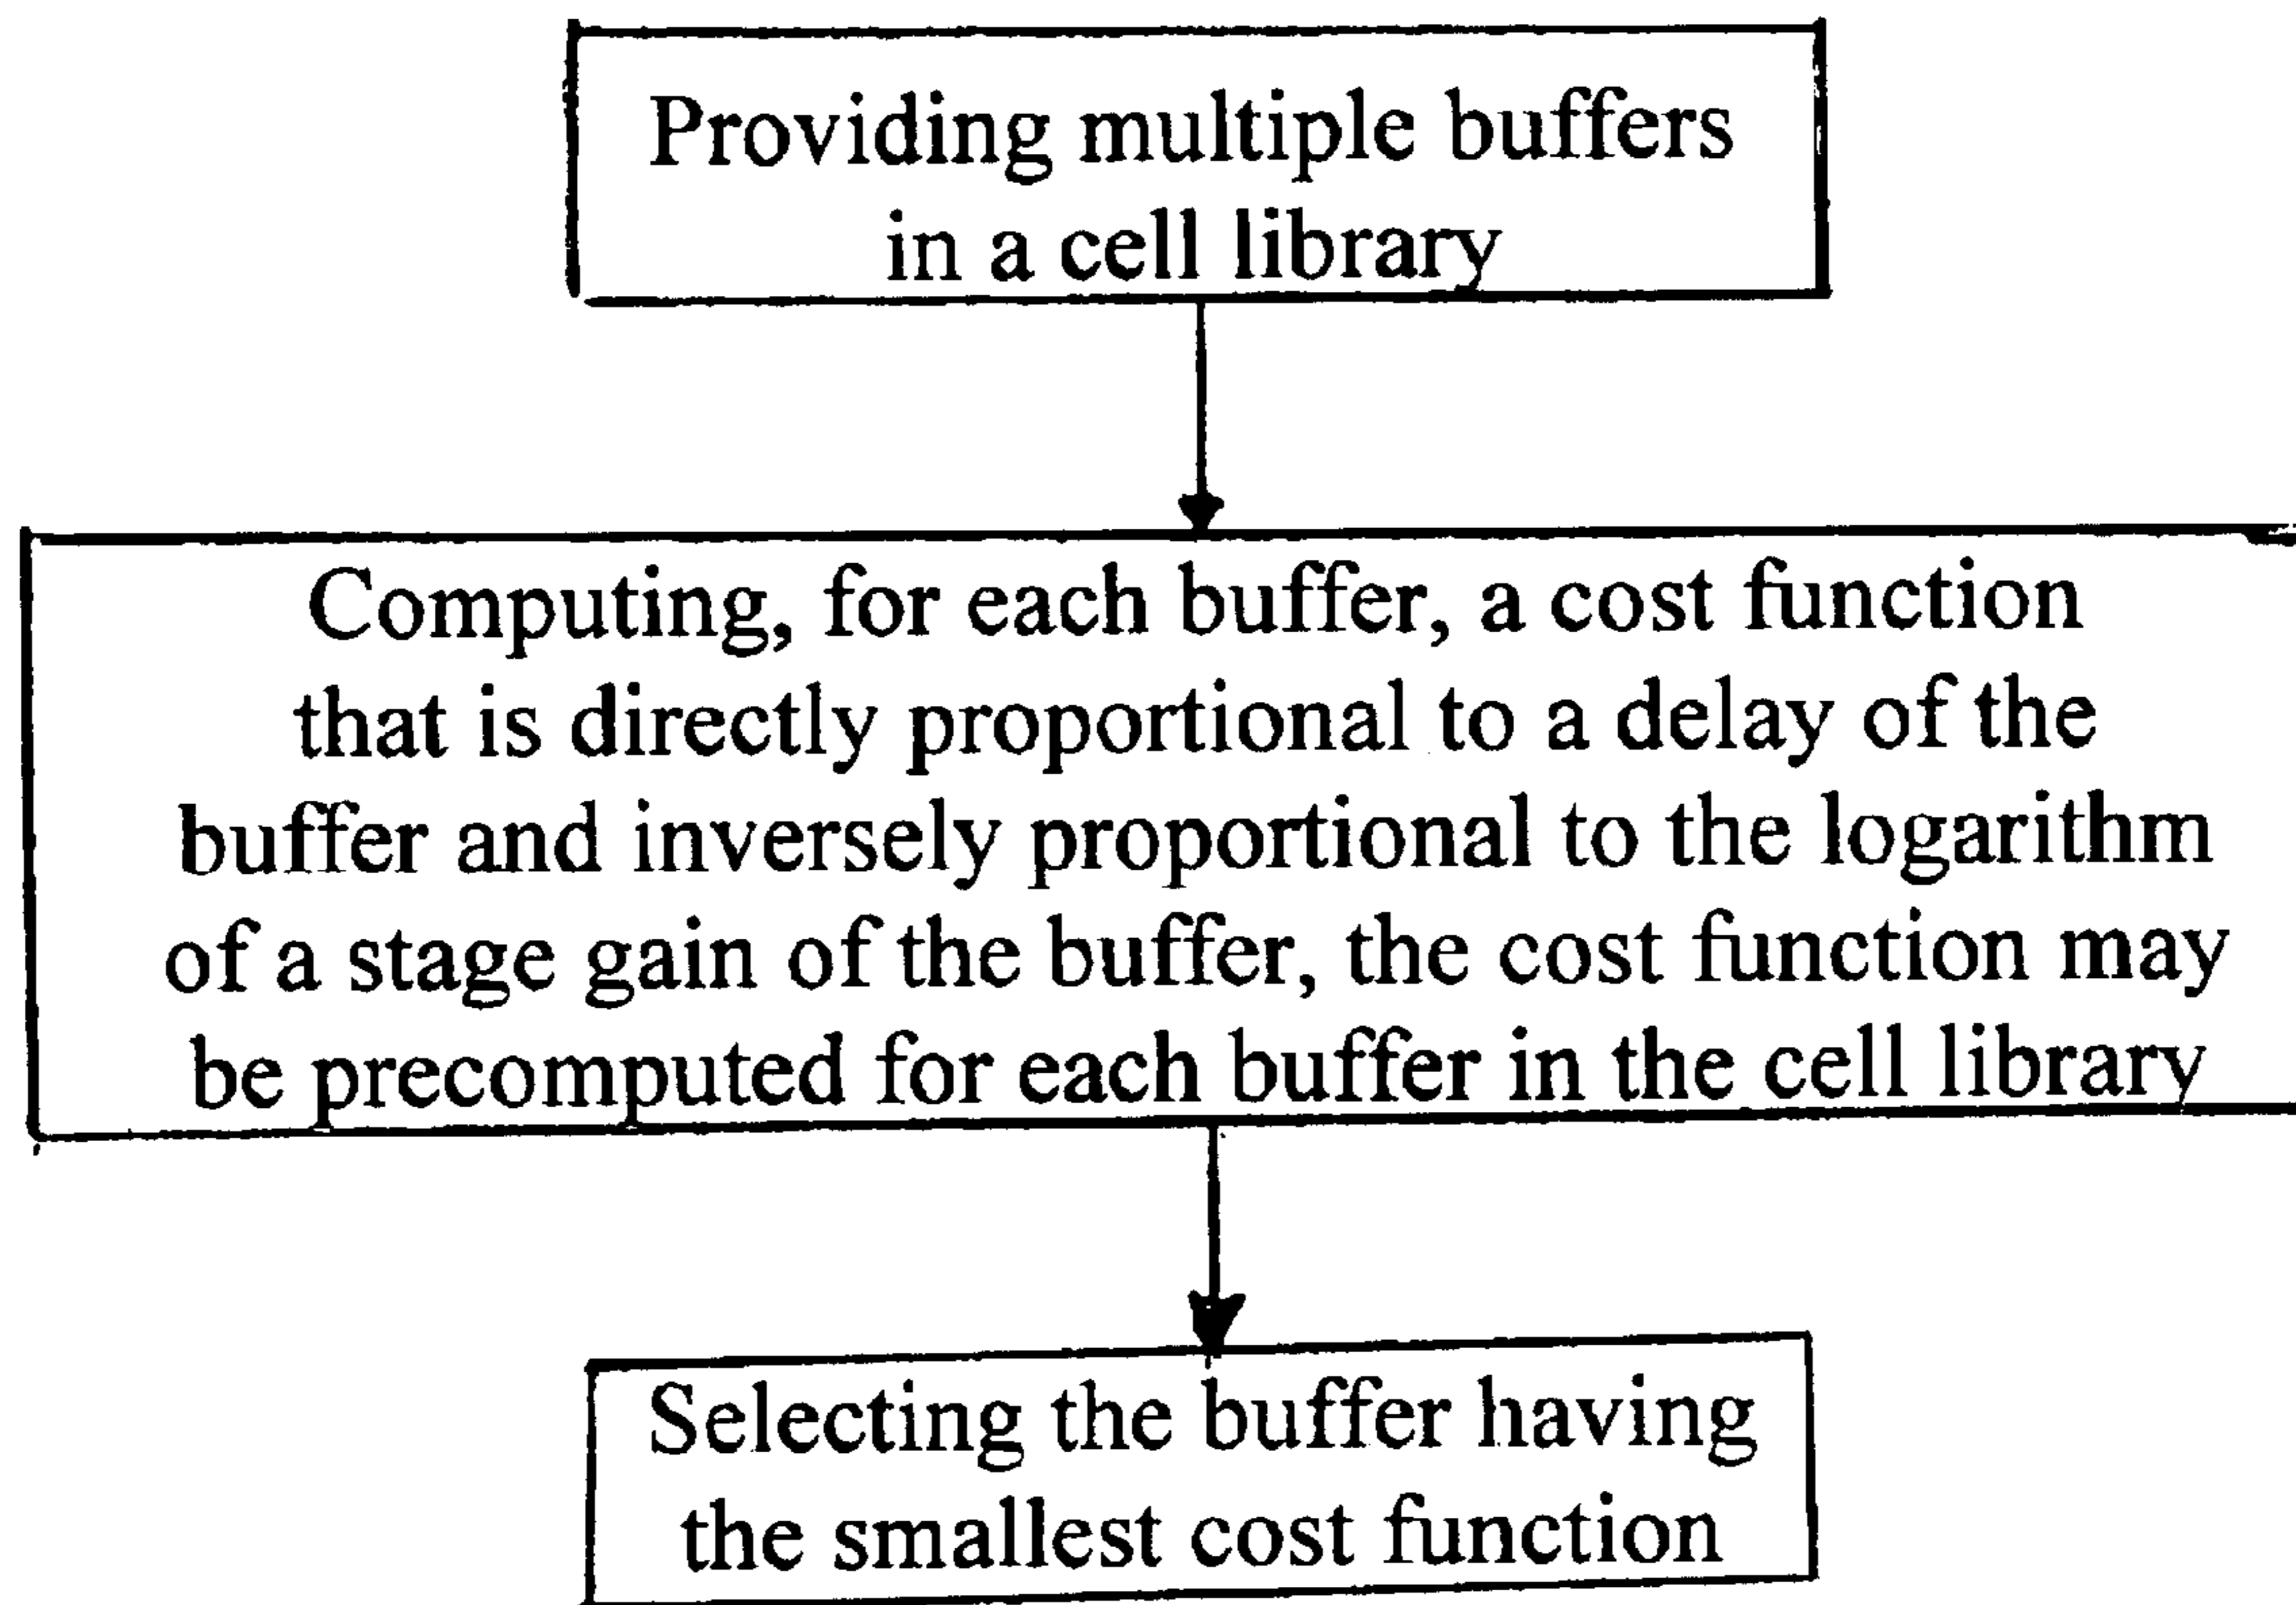 Providing multiple buffers
in a cell library
Computing, for each buffer, a cost function
that is directly proportional to a delay of the
buffer and inversely proportional to the logarithm
of a stage gain of the buffer, the cost function may
be precomputed for each buffer in the cell library
Selecting the buffer having
the smallest cost function